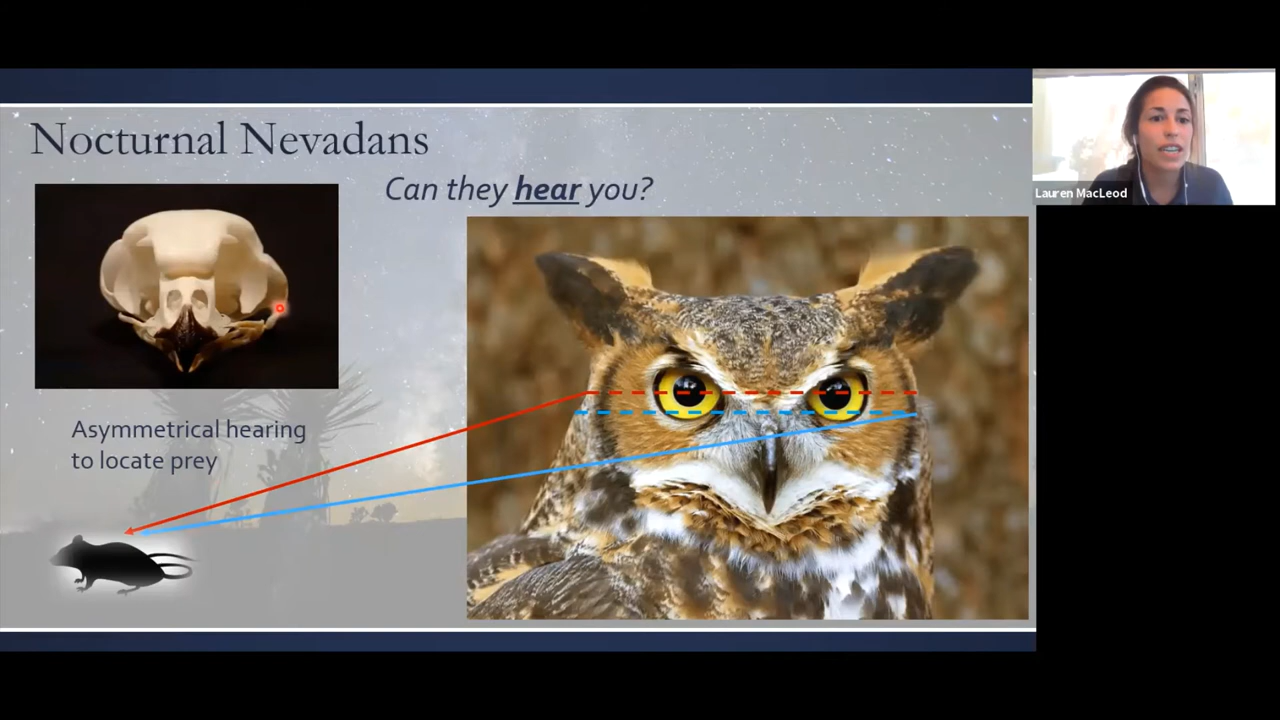 Nocturnal Nevadans
Can they hear you?
Asymmetrical hearing
to locate prey
Lauren MacLeod